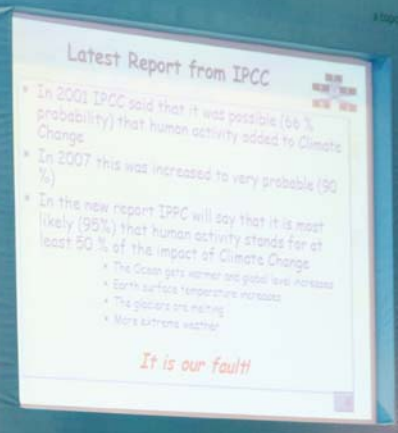 Latest Report from IPCC
In 2001 IPCC said that it was possible (66 %
probability) that human activity added to Climate
Change
In 2007 this was increased to very probable (90
%)
In the new report IPPC will say that it is most
likely (95%) that human activity stands for at
least 50 % of the impact of Climate Change
The Ocean gets warmer and global level increases
Earth surface temperature increases
The glaciers are melting
More extreme weather
It is our fault!